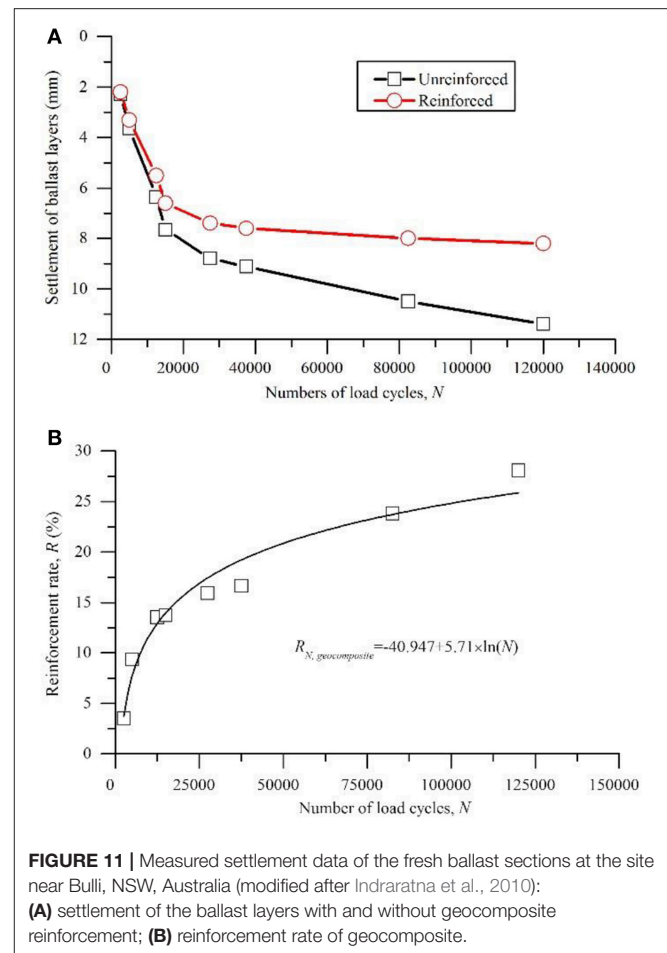 A
0
2
4
6
8
10
12
Settlement of ballast layers (mm)
Unreinforced
Reinforced
0 20000 40000 60000 80000 100000 120000 140000
Numbers of load cycles, N
B
30
25
20
15
10
5
0
Reinforcement rate, R (%)
R_N, geocomposite=-40.947+5.71×ln(N)
0 25000 50000 75000 100000 125000 150000
Number of load cycles, N
FIGURE 11 | Measured settlement data of the fresh ballast sections at the site
near Bulli, NSW, Australia (modified after Indraratna et al., 2010):
(A) settlement of the ballast layers with and without geocomposite
reinforcement; (B) reinforcement rate of geocomposite.